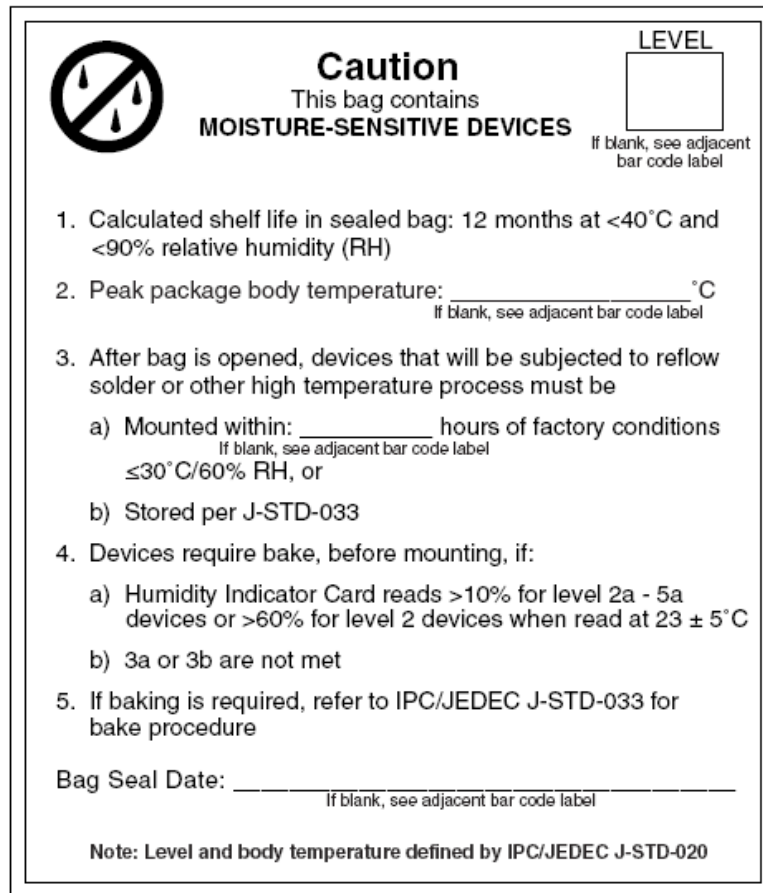 LEVEL
Caution
This bag contains
MOISTURE-SENSITIVE DEVICES
If blank, see adjacent
bar code label
1. Calculated shelf life in sealed bag: 12 months at <40˚C and
<90% relative humidity (RH)
2. Peak package body temperature: ____________________˚C
If blank, see adjacent bar code label
3. After bag is opened, devices that will be subjected to reflow
solder or other high temperature process must be
a) Mounted within: ___________ hours of factory conditions
If blank, see adjacent bar code label
≤30˚C/60% RH, or
b) Stored per J-STD-033
4. Devices require bake, before mounting, if:
a) Humidity Indicator Card reads >10% for level 2a - 5a
devices or >60% for level 2 devices when read at 23 ± 5˚C
b) 3a or 3b are not met
5. If baking is required, refer to IPC/JEDEC J-STD-033 for
bake procedure
Bag Seal Date: ____________________________________
If blank, see adjacent bar code label
Note: Level and body temperature defined by IPC/JEDEC J-STD-020